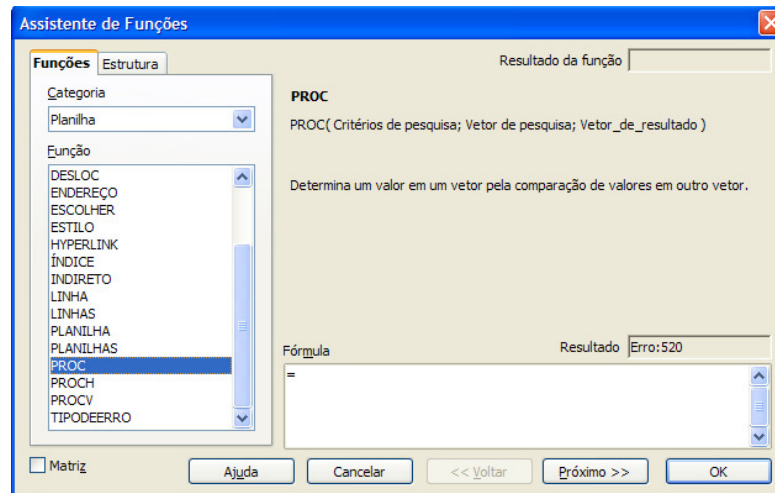 Assistente de Funções
Funções Estrutura
Resultado da função
Categoria
Planilha
Função
DESLOC
ENDEREÇO
ESCOLHER
ESTILO
HYPERLINK
ÍNDICE
INDIRETO
LINHA
LINHAS
PLANILHA
PLANILHAS
PROC
PROCH
PROCV
TIPODEERRO
PROC
PROC( Critérios de pesquisa; Vetor de pesquisa; Vetor_de_resultado )
Determina um valor em um vetor pela comparação de valores em outro vetor.
Fórmula
Resultado Erro:520
=
Matriz
Ajuda
Cancelar
<< Voltar
Próximo >>
OK